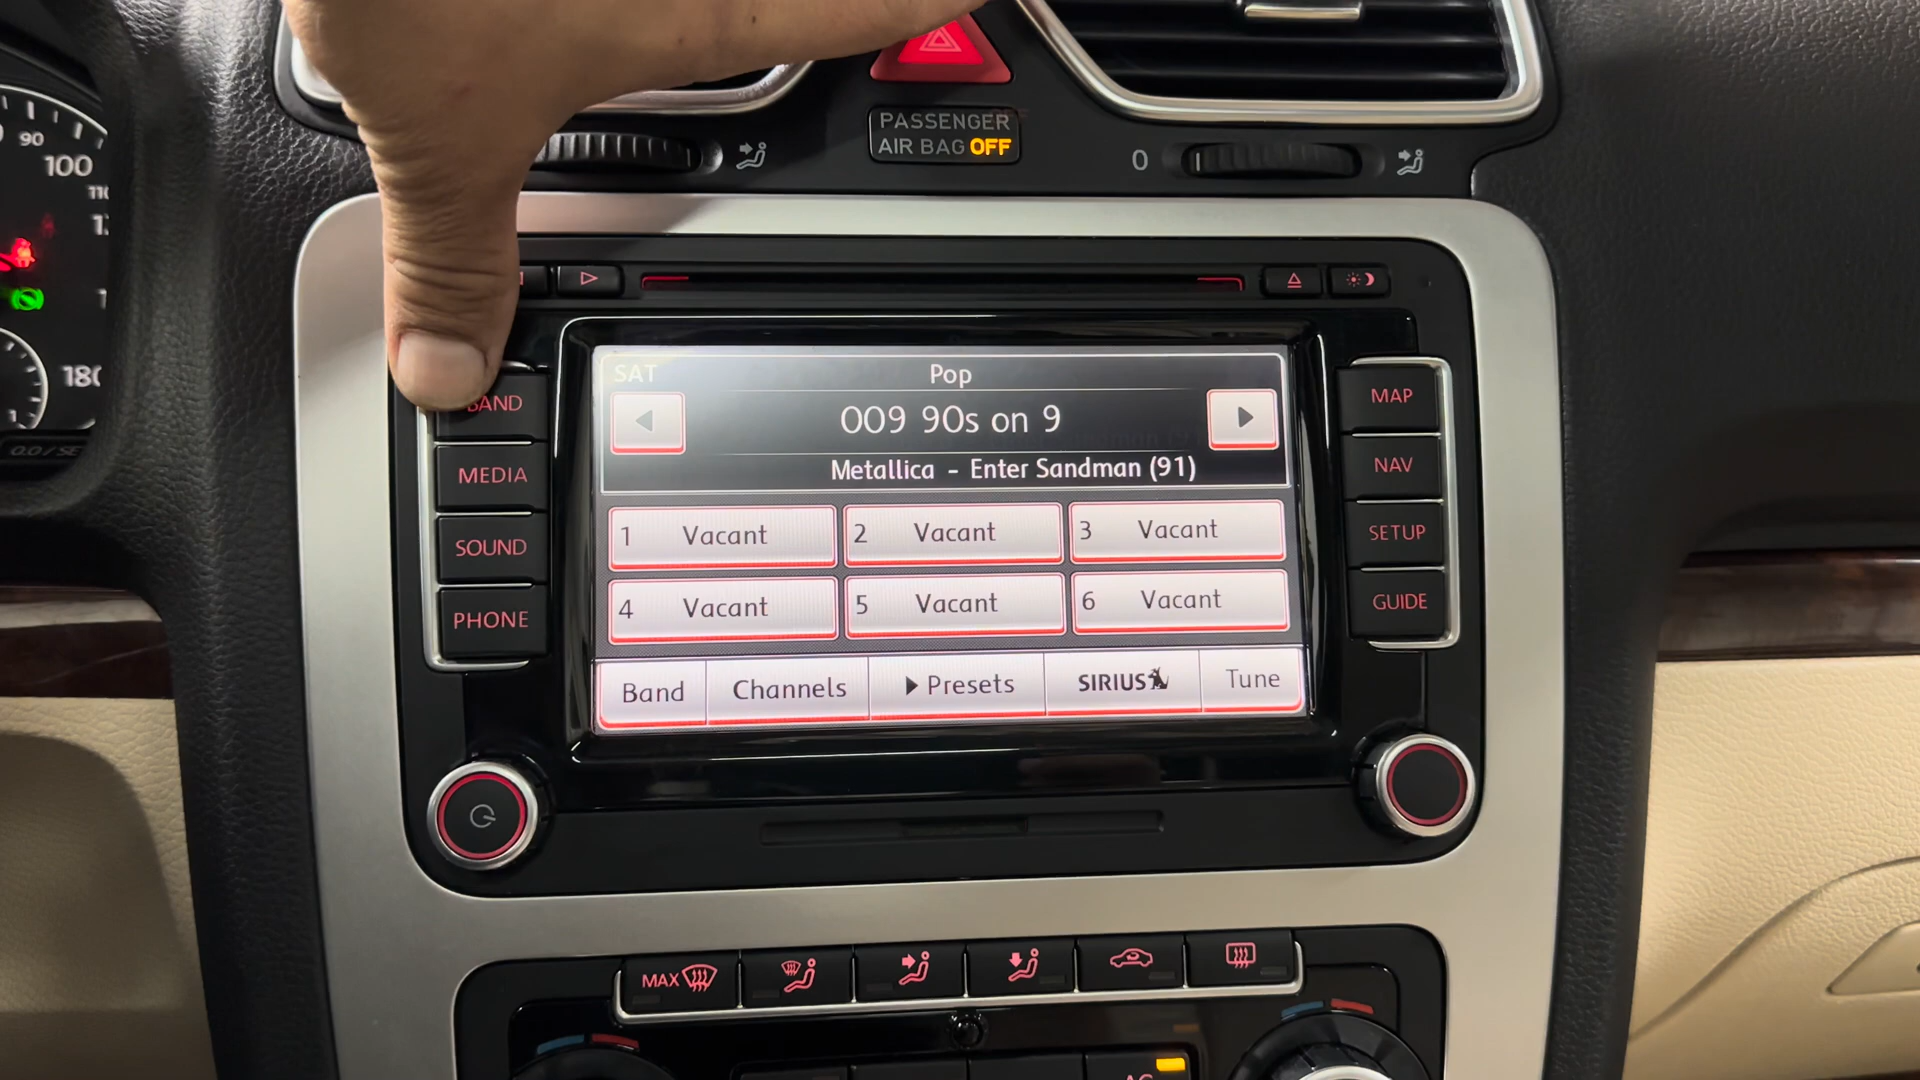 90
100
110
180
PASSENGER
AIR BAG OFF
0
BAND
MEDIA
SOUND
PHONE
SAT
Pop
009 90s on 9
Metallica - Enter Sandman (91)
1 Vacant
2 Vacant
3 Vacant
4 Vacant
5 Vacant
6 Vacant
Band
Channels
Presets
SIRIUS
Tune
MAP
NAV
SETUP
GUIDE
MAX
AC